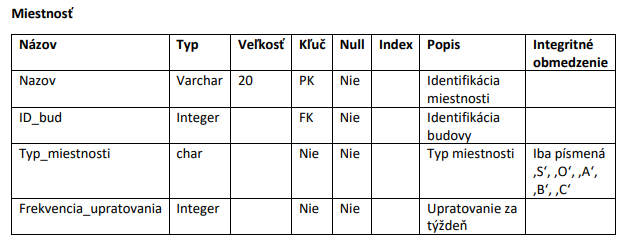 Miestnosť
Názov Typ Veľkosť Kľúč Null Index Popis Integritné obmedzenie
Nazov Varchar 20 PK Nie Identifikácia miestnosti
ID_bud Integer FK Nie Identifikácia budovy
Typ_miestnosti char Nie Nie Typ miestnosti Iba písmená ‚S‘, ‚O‘, ‚A‘, ‚B‘, ‚C‘
Frekvencia_upratovania Integer Nie Nie Upratovanie za týždeň